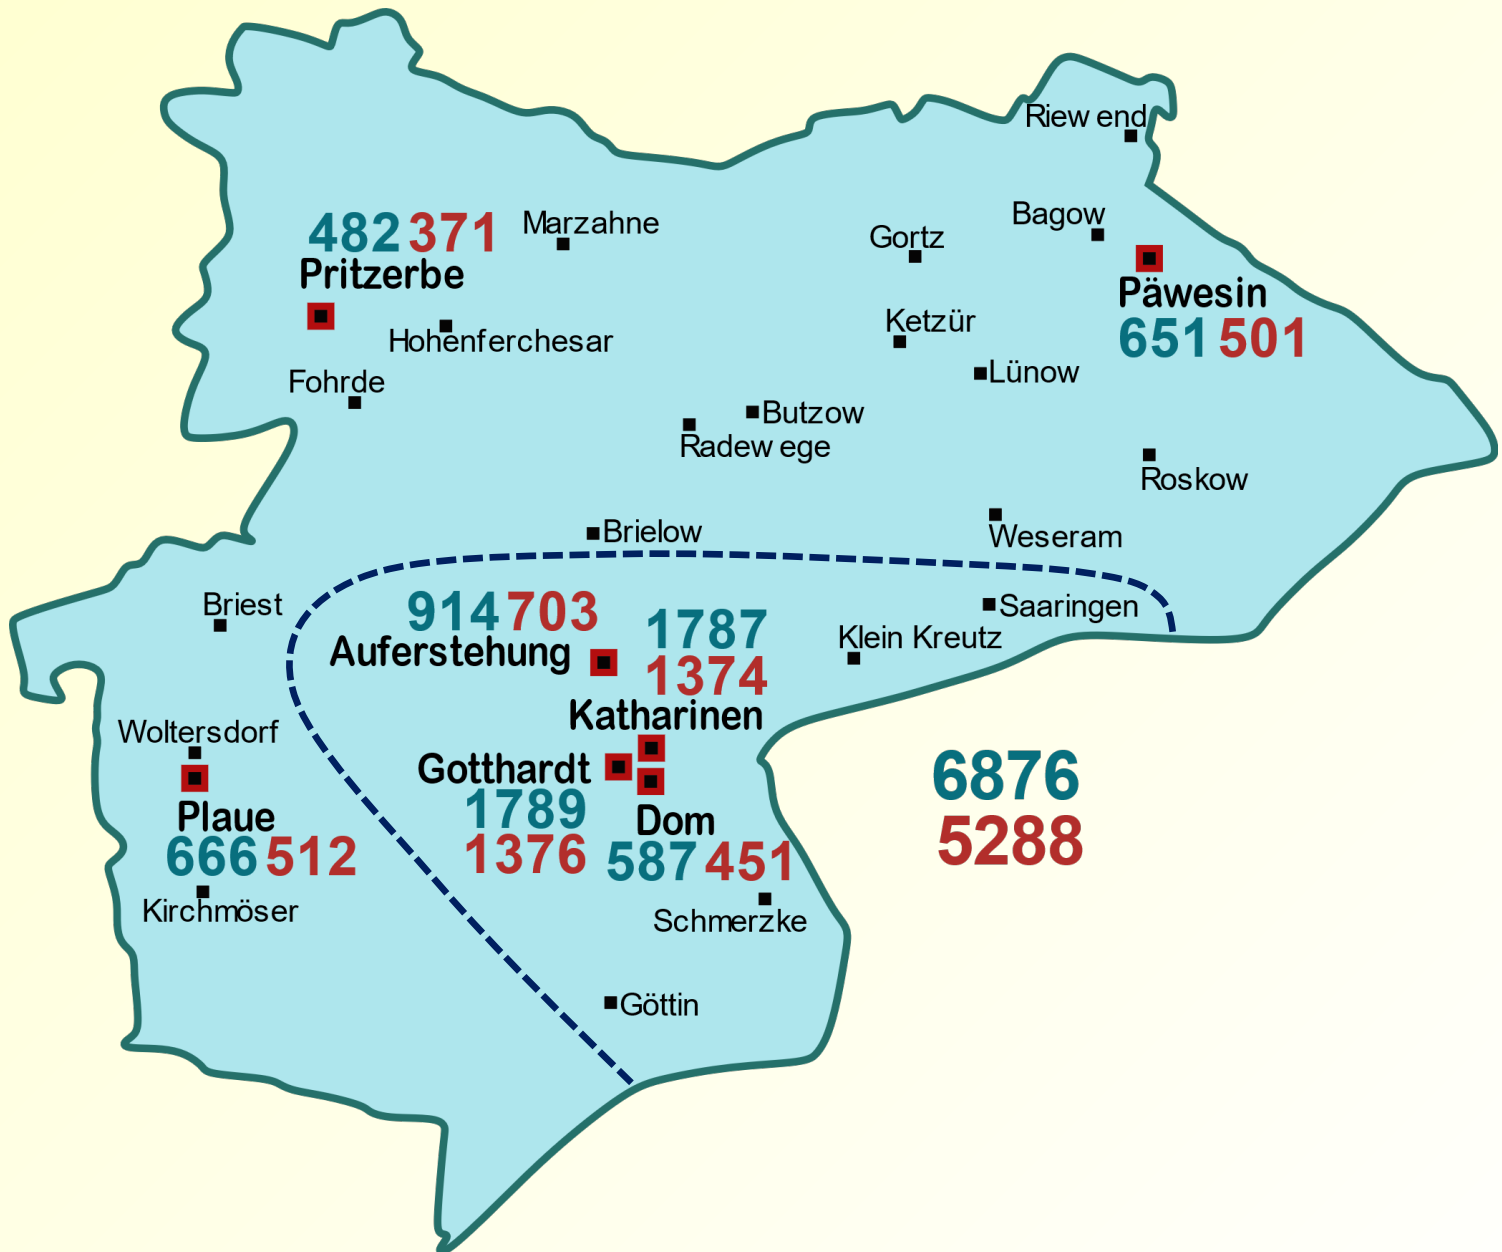 Riew end
482 371
Marzahne
Bagow
Gortz
Pritzerbe
Päwesin
651 501
Ketzür
Hohenferchesar
Lünow
Fohrde
Butzow
Radew ege
Roskow
Brielow
Weseram
Briest
914 703
Saaringen
1787
Klein Kreutz
Auferstehung
1374
Katharinen
Woltersdorf
Gotthardt
6876
1789
Plaue
Dom
5288
666 512
1376
587 451
Kirchmöser
Schmerzke
Göttin